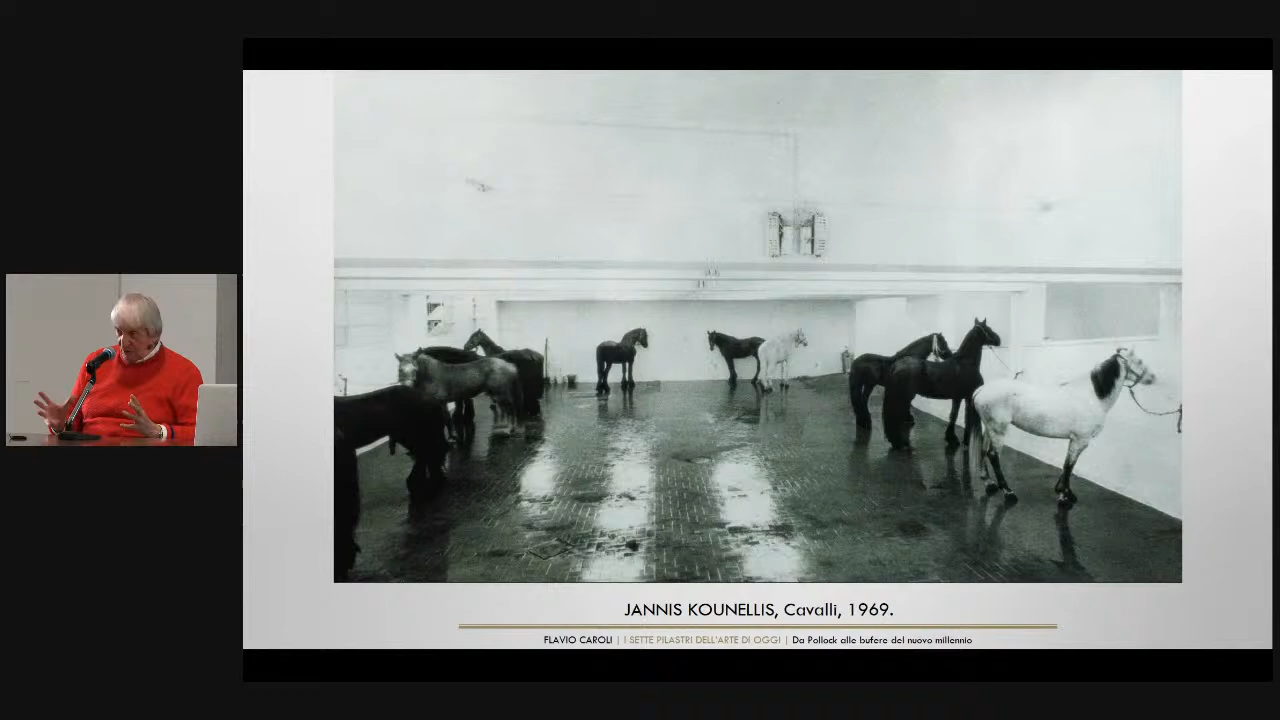 JANNIS KOUNELLIS, Cavalli, 1969.
FLAVIO CAROLI | I SETTE PILASTRI DELL'ARTE DI OGGI | Da Pollock alle bufere del nuovo millennio